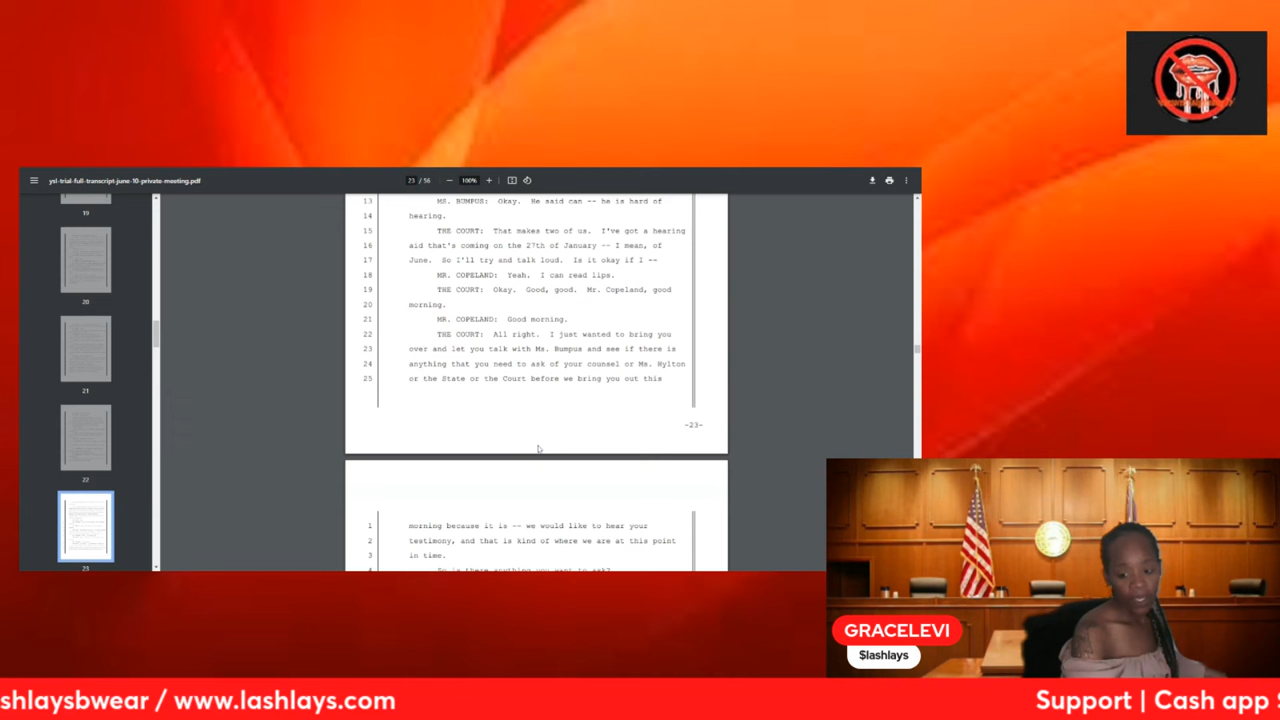 ysl-trial-full-transcript-june-10-private-meeting.pdf
23 / 56
100%
19
20
21
22
23
13 MS. BUMPUS: Okay. He said can -- he is hard of
14 hearing.
15 THE COURT: That makes two of us. I've got a hearing
16 aid that's coming on the 27th of January -- I mean, of
17 June. So I'll try and talk loud. Is it okay if I --
18 MR. COPELAND: Yeah. I can read lips.
19 THE COURT: Okay. Good, good. Mr. Copeland, good
20 morning.
21 MR. COPELAND: Good morning.
22 THE COURT: All right. I just wanted to bring you
23 over and let you talk with Ms. Bumpus and see if there is
24 anything that you need to ask of your counsel or Ms. Hylton
25 or the State or the Court before we bring you out this
-23-
1 morning because it is -- we would like to hear your
2 testimony, and that is kind of where we are at this point
3 in time.
4 So is there anything you want to ask?
GRACELEVI
$lashlays
shlaysbwear / www.lashlays.com
Support | Cash app $